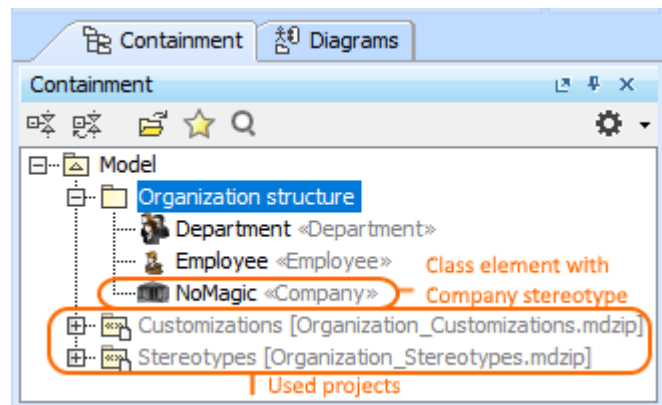 Containment Diagrams
Containment
Model
Organization structure
Department «Department»
Employee «Employee» Class element with
NoMagic «Company» Company stereotype
Customizations [Organization_Customizations.mdzip]
Stereotypes [Organization_Stereotypes.mdzip]
Used projects